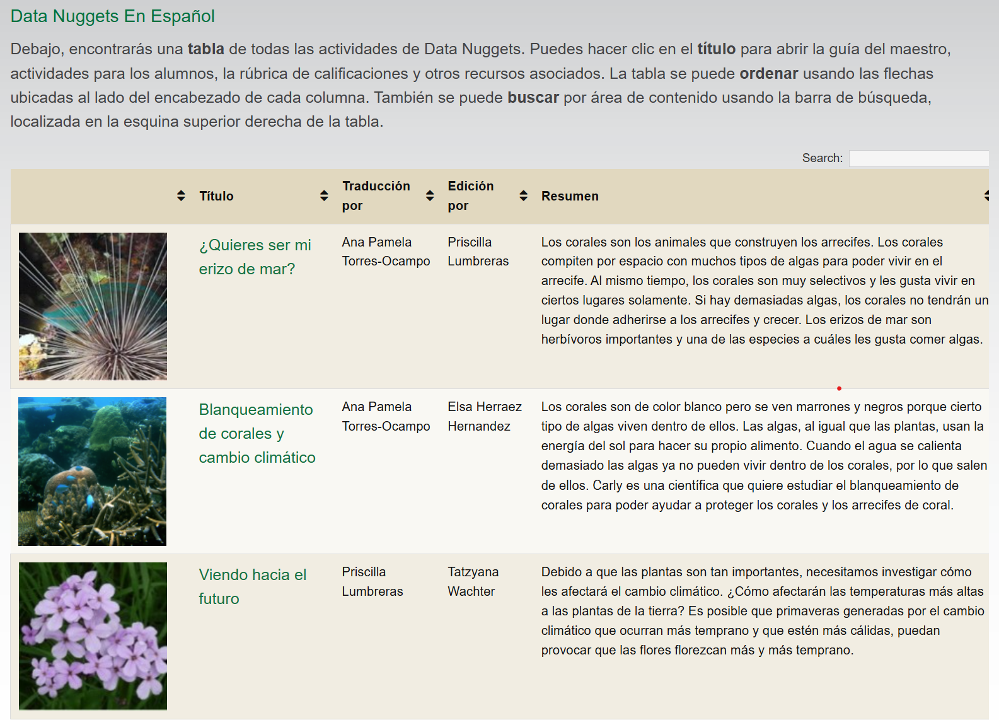 Data Nuggets En Español
Debajo, encontrarás una tabla de todas las actividades de Data Nuggets. Puedes hacer clic en el título para abrir la guía del maestro,
actividades para los alumnos, la rúbrica de calificaciones y otros recursos asociados. La tabla se puede ordenar usando las flechas
ubicadas al lado del encabezado de cada columna. También se puede buscar por área de contenido usando la barra de búsqueda,
localizada en la esquina superior derecha de la tabla.
Search:
Título
Traducción
por
Edición
por
Resumen
¿Quieres ser mi
erizo de mar?
Ana Pamela
Torres-Ocampo
Priscilla
Lumbreras
Los corales son los animales que construyen los arrecifes. Los corales
compiten por espacio con muchos tipos de algas para poder vivir en el
arrecife. Al mismo tiempo, los corales son muy selectivos y les gusta vivir en
ciertos lugares solamente. Si hay demasiadas algas, los corales no tendrán un
lugar donde adherirse a los arrecifes y crecer. Los erizos de mar son
herbívoros importantes y una de las especies a cuáles les gusta comer algas.
Blanqueamiento
de corales y
cambio climático
Ana Pamela
Torres-Ocampo
Elsa Herraez
Hernandez
Los corales son de color blanco pero se ven marrones y negros porque cierto
tipo de algas viven dentro de ellos. Las algas, al igual que las plantas, usan la
energía del sol para hacer su propio alimento. Cuando el agua se calienta
demasiado las algas ya no pueden vivir dentro de los corales, por lo que salen
de ellos. Carly es una científica que quiere estudiar el blanqueamiento de
corales para poder ayudar a proteger los corales y los arrecifes de coral.
Viendo hacia el
futuro
Priscilla
Lumbreras
Tatzyana
Wachter
Debido a que las plantas son tan importantes, necesitamos investigar cómo
les afectará el cambio climático. ¿Cómo afectarán las temperaturas más altas
a las plantas de la tierra? Es posible que primaveras generadas por el cambio
climático que ocurran más temprano y que estén más cálidas, puedan
provocar que las flores florezcan más y más temprano.